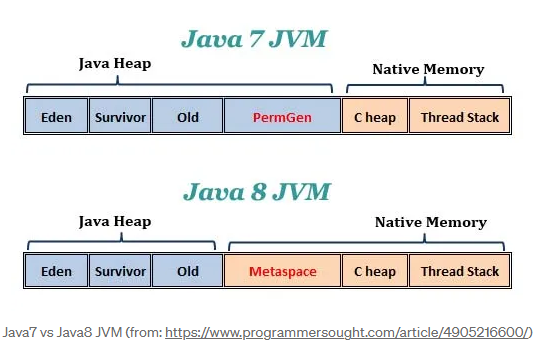 Java 7 JVM
Java Heap
Native Memory
Eden Survivor Old PermGen C heap Thread Stack
Java 8 JVM
Java Heap
Native Memory
Eden Survivor Old Metaspace C heap Thread Stack
Java7 vs Java8 JVM (from: https://www.programmersought.com/article/4905216600/)